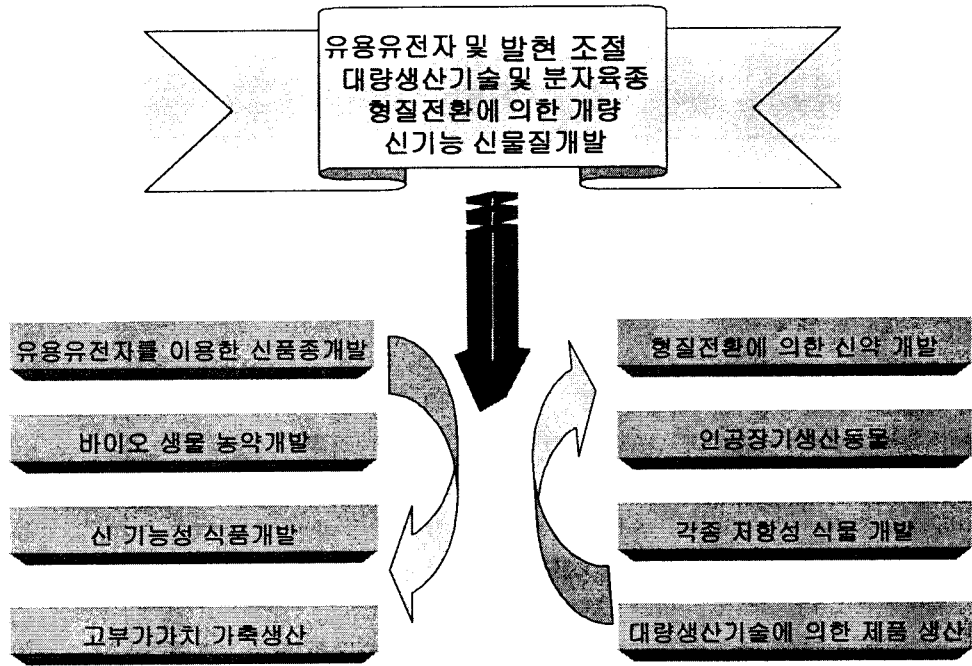 유용유전자 및 발현 조절
대량생산기술 및 분자육종
형질전환에 의한 개량
신기능 신물질개발
유용유전자를 이용한 신품종개발
바이오 생물 농약개발
신 기능성 식품개발
고부가가치 가축생산
형질전환에 의한 신약 개발
인공장기생산동물
각종 저항성 식물 개발
대량생산기술에 의한 제품 생산